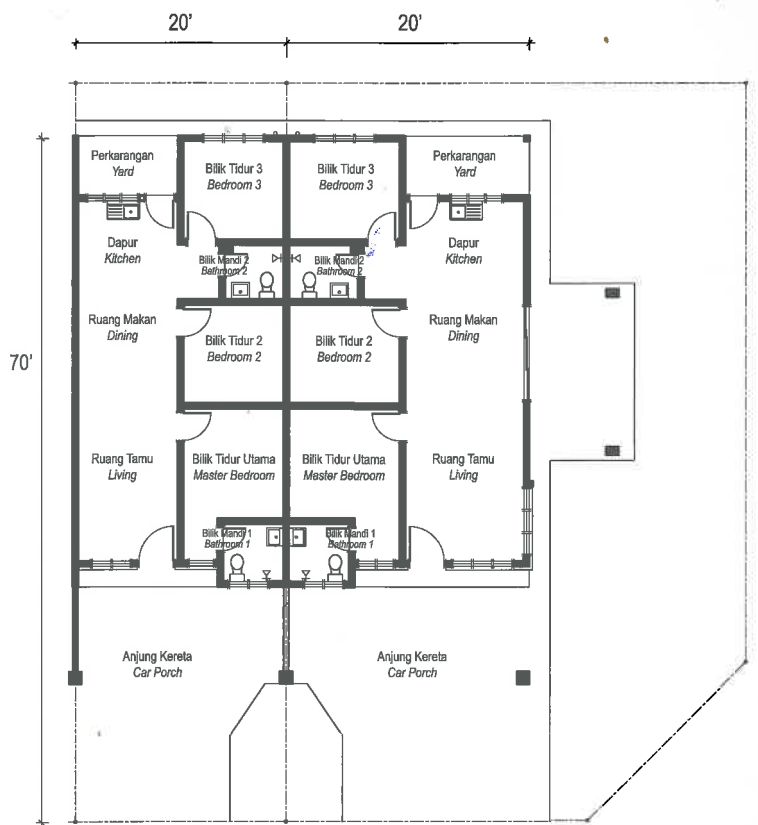 20'
20'
70'
Perkarangan
Yard
Bilik Tidur 3
Bedroom 3
Bilik Tidur 3
Bedroom 3
Perkarangan
Yard
Dapur
Kitchen
Bilik Mandi 2
Bathroom 2
Bilik Mandi 2
Bathroom 2
Dapur
Kitchen
Ruang Makan
Dining
Bilik Tidur 2
Bedroom 2
Bilik Tidur 2
Bedroom 2
Ruang Makan
Dining
Ruang Tamu
Living
Bilik Tidur Utama
Master Bedroom
Bilik Tidur Utama
Master Bedroom
Ruang Tamu
Living
Bilik Mandi 1
Bathroom 1
Bilik Mandi 1
Bathroom 1
Anjung Kereta
Car Porch
Anjung Kereta
Car Porch